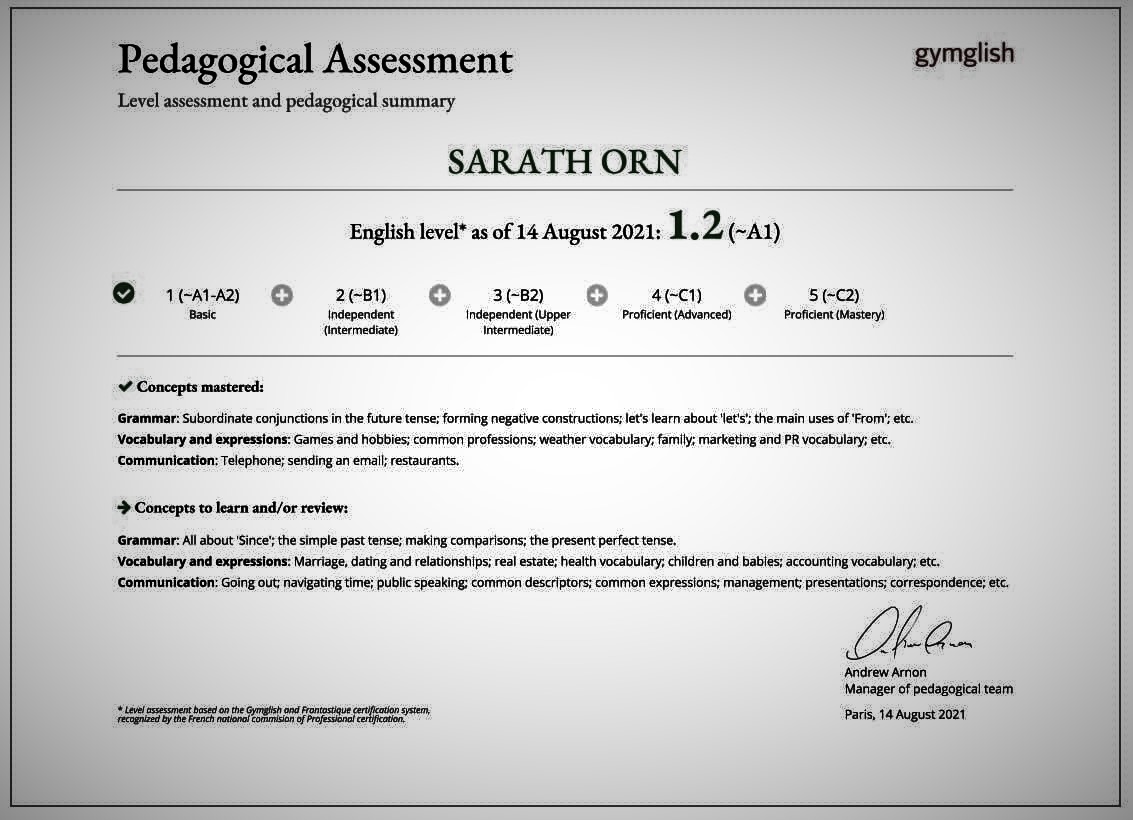 Pedagogical Assessment
gymglish
Level assessment and pedagogical summary
SARATH ORN
English level* as of 14 August 2021: 1.2 (~A1)
1 (~A1-A2)
Basic
2 (~B1)
Independent
(Intermediate)
3 (~B2)
Independent (Upper
Intermediate)
4 (~C1)
Proficient (Advanced)
5 (~C2)
Proficient (Mastery)
Concepts mastered:
Grammar: Subordinate conjunctions in the future tense; forming negative constructions; let's learn about 'let's'; the main uses of 'From'; etc.
Vocabulary and expressions: Games and hobbies; common professions; weather vocabulary; family; marketing and PR vocabulary; etc.
Communication: Telephone; sending an email; restaurants.
Concepts to learn and/or review:
Grammar: All about 'Since'; the simple past tense; making comparisons; the present perfect tense.
Vocabulary and expressions: Marriage, dating and relationships; real estate; health vocabulary; children and babies; accounting vocabulary; etc.
Communication: Going out; navigating time; public speaking; common descriptors; common expressions; management; presentations; correspondence; etc.
Andrew Arnon
Manager of pedagogical team
Paris, 14 August 2021
* Level assessment based on the Gymglish and Frantastique certification system,
recognized by the French national commision of Professional certification.